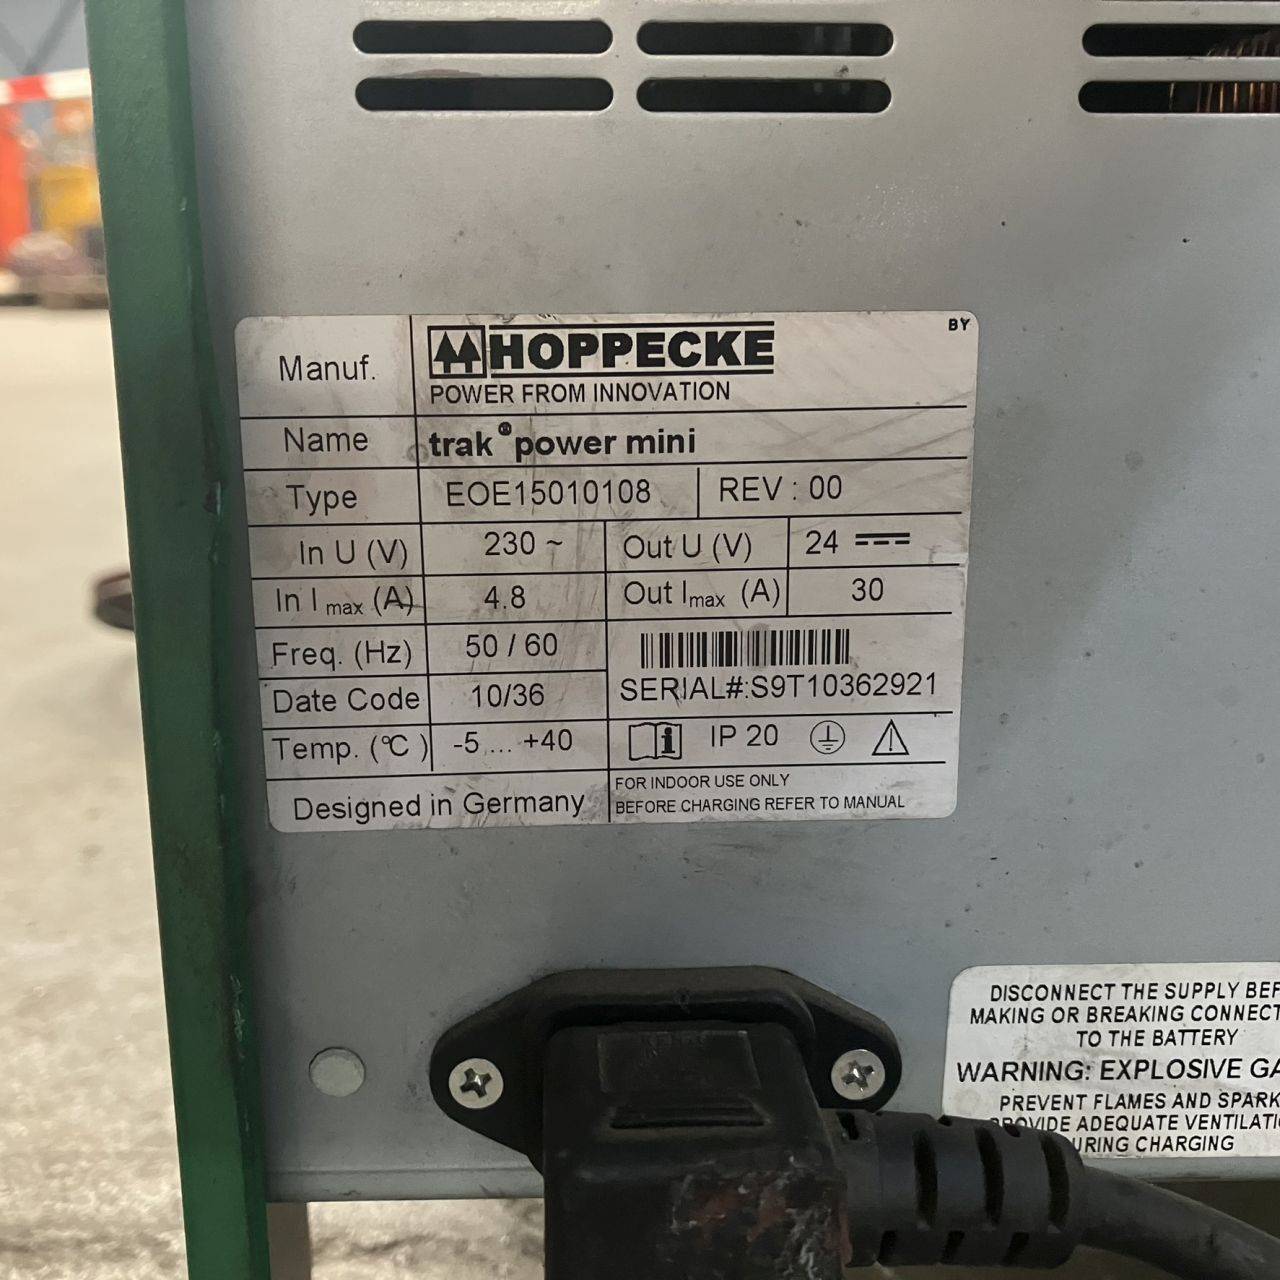 BY
Manuf. HOPPECKE
POWER FROM INNOVATION
Name trak® power mini
Type EOE15010108 REV : 00
In U (V) 230 ~ Out U (V) 24
In I max (A) 4.8 Out Imax (A) 30
Freq. (Hz) 50 / 60
Date Code 10/36 SERIAL#:S9T10362921
Temp. (°C) -5 ... +40 IP 20
Designed in Germany
FOR INDOOR USE ONLY
BEFORE CHARGING REFER TO MANUAL
DISCONNECT THE SUPPLY BEF
MAKING OR BREAKING CONNECT
TO THE BATTERY
WARNING: EXPLOSIVE GA
PREVENT FLAMES AND SPARK
PROVIDE ADEQUATE VENTILATI
URING CHARGING